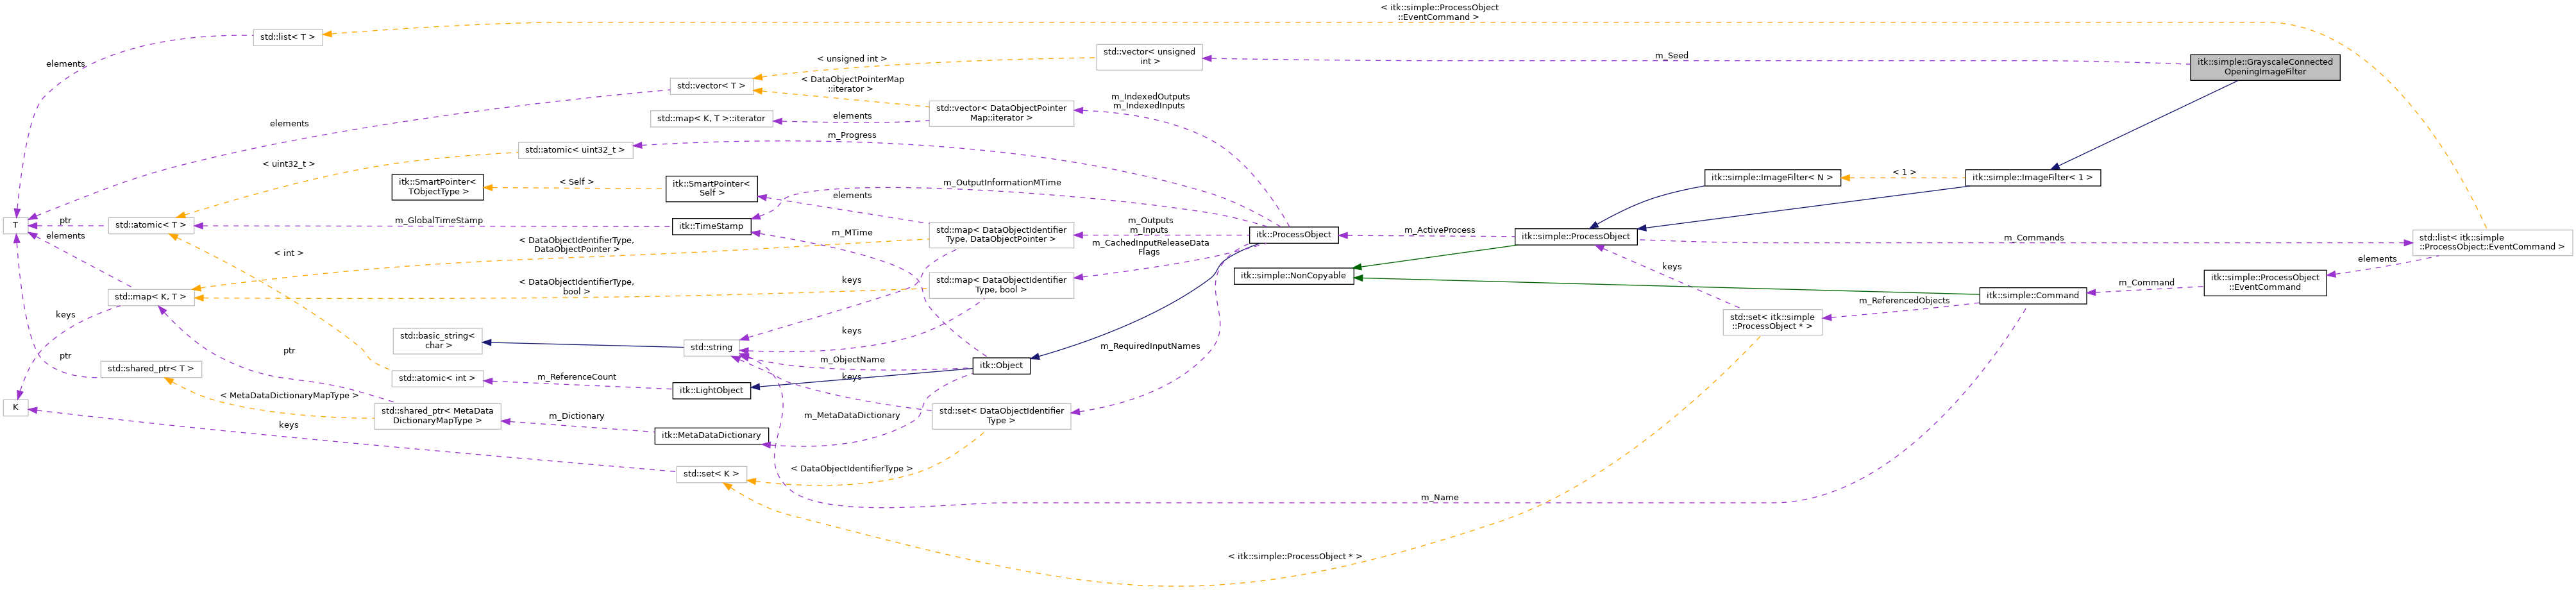 < itk::simple::ProcessObject
::EventCommand >
std::list< T >
std::vector< unsigned
int >
m_Seed
itk::simple::GrayscaleConnected
OpeningImageFilter
elements
< unsigned int >
std::vector< T >
< DataObjectPointerMap
::iterator >
std::vector< DataObjectPointer
Map::iterator >
m_IndexedOutputs
m_IndexedInputs
std::map< K, T >::iterator
elements
elements
m_Progress
std::atomic< uint32_t >
< uint32_t >
itk::SmartPointer<
TObjectType >
< Self >
itk::SmartPointer<
Self >
m_OutputInformationMTime
elements
itk::simple::ImageFilter< N >
< 1 >
itk::simple::ImageFilter< 1 >
T
ptr
std::atomic< T >
m_GlobalTimeStamp
itk::TimeStamp
m_MTime
std::map< DataObjectIdentifier
Type, DataObjectPointer >
m_Outputs
m_Inputs
itk::ProcessObject
m_ActiveProcess
itk::simple::ProcessObject
m_Commands
std::list< itk::simple
::ProcessObject::EventCommand >
elements
< DataObjectIdentifierType,
DataObjectPointer >
m_CachedInputReleaseData
Flags
< int >
keys
elements
itk::simple::NonCopyable
itk::simple::ProcessObject
::EventCommand
std::map< K, T >
< DataObjectIdentifierType,
bool >
keys
std::map< DataObjectIdentifier
Type, bool >
m_Command
itk::simple::Command
m_ReferencedObjects
std::set< itk::simple
::ProcessObject * >
keys
std::basic_string<
char >
std::string
keys
ptr
ptr
m_RequiredInputNames
std::shared_ptr< T >
std::atomic< int >
m_ReferenceCount
itk::LightObject
m_ObjectName
itk::Object
keys
K
< MetaDataDictionaryMapType >
std::shared_ptr< MetaData
DictionaryMapType >
m_Dictionary
itk::MetaDataDictionary
m_MetaDataDictionary
std::set< DataObjectIdentifier
Type >
keys
std::set< K >
< DataObjectIdentifierType >
m_Name
< itk::simple::ProcessObject * >